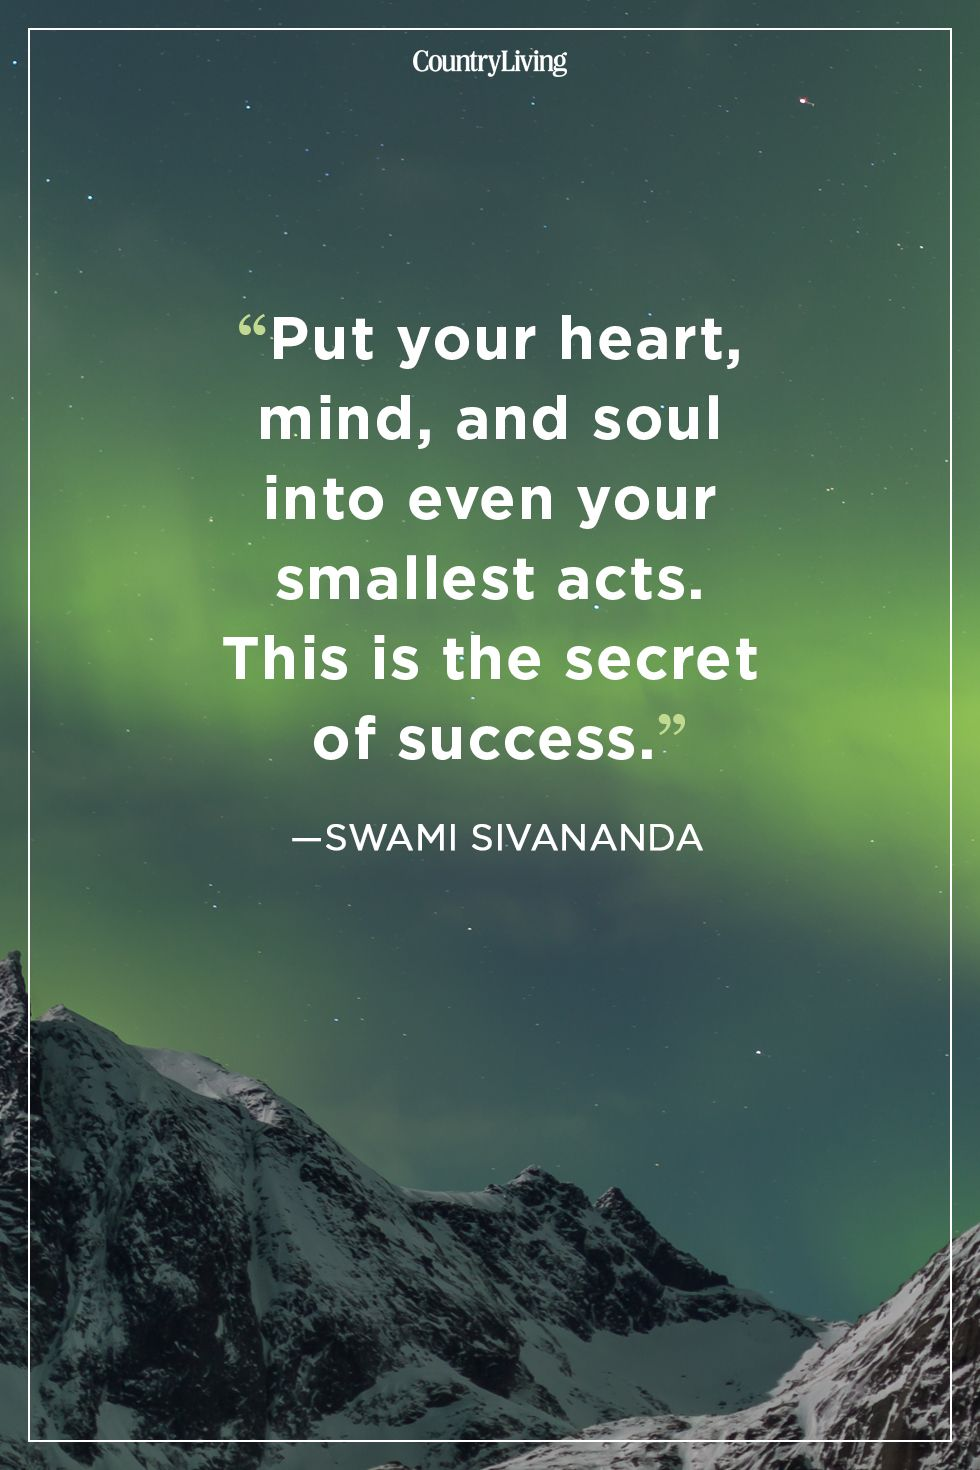 CountryLiving
“Put your heart,
mind, and soul
into even your
smallest acts.
This is the secret
of success.”
—SWAMI SIVANANDA